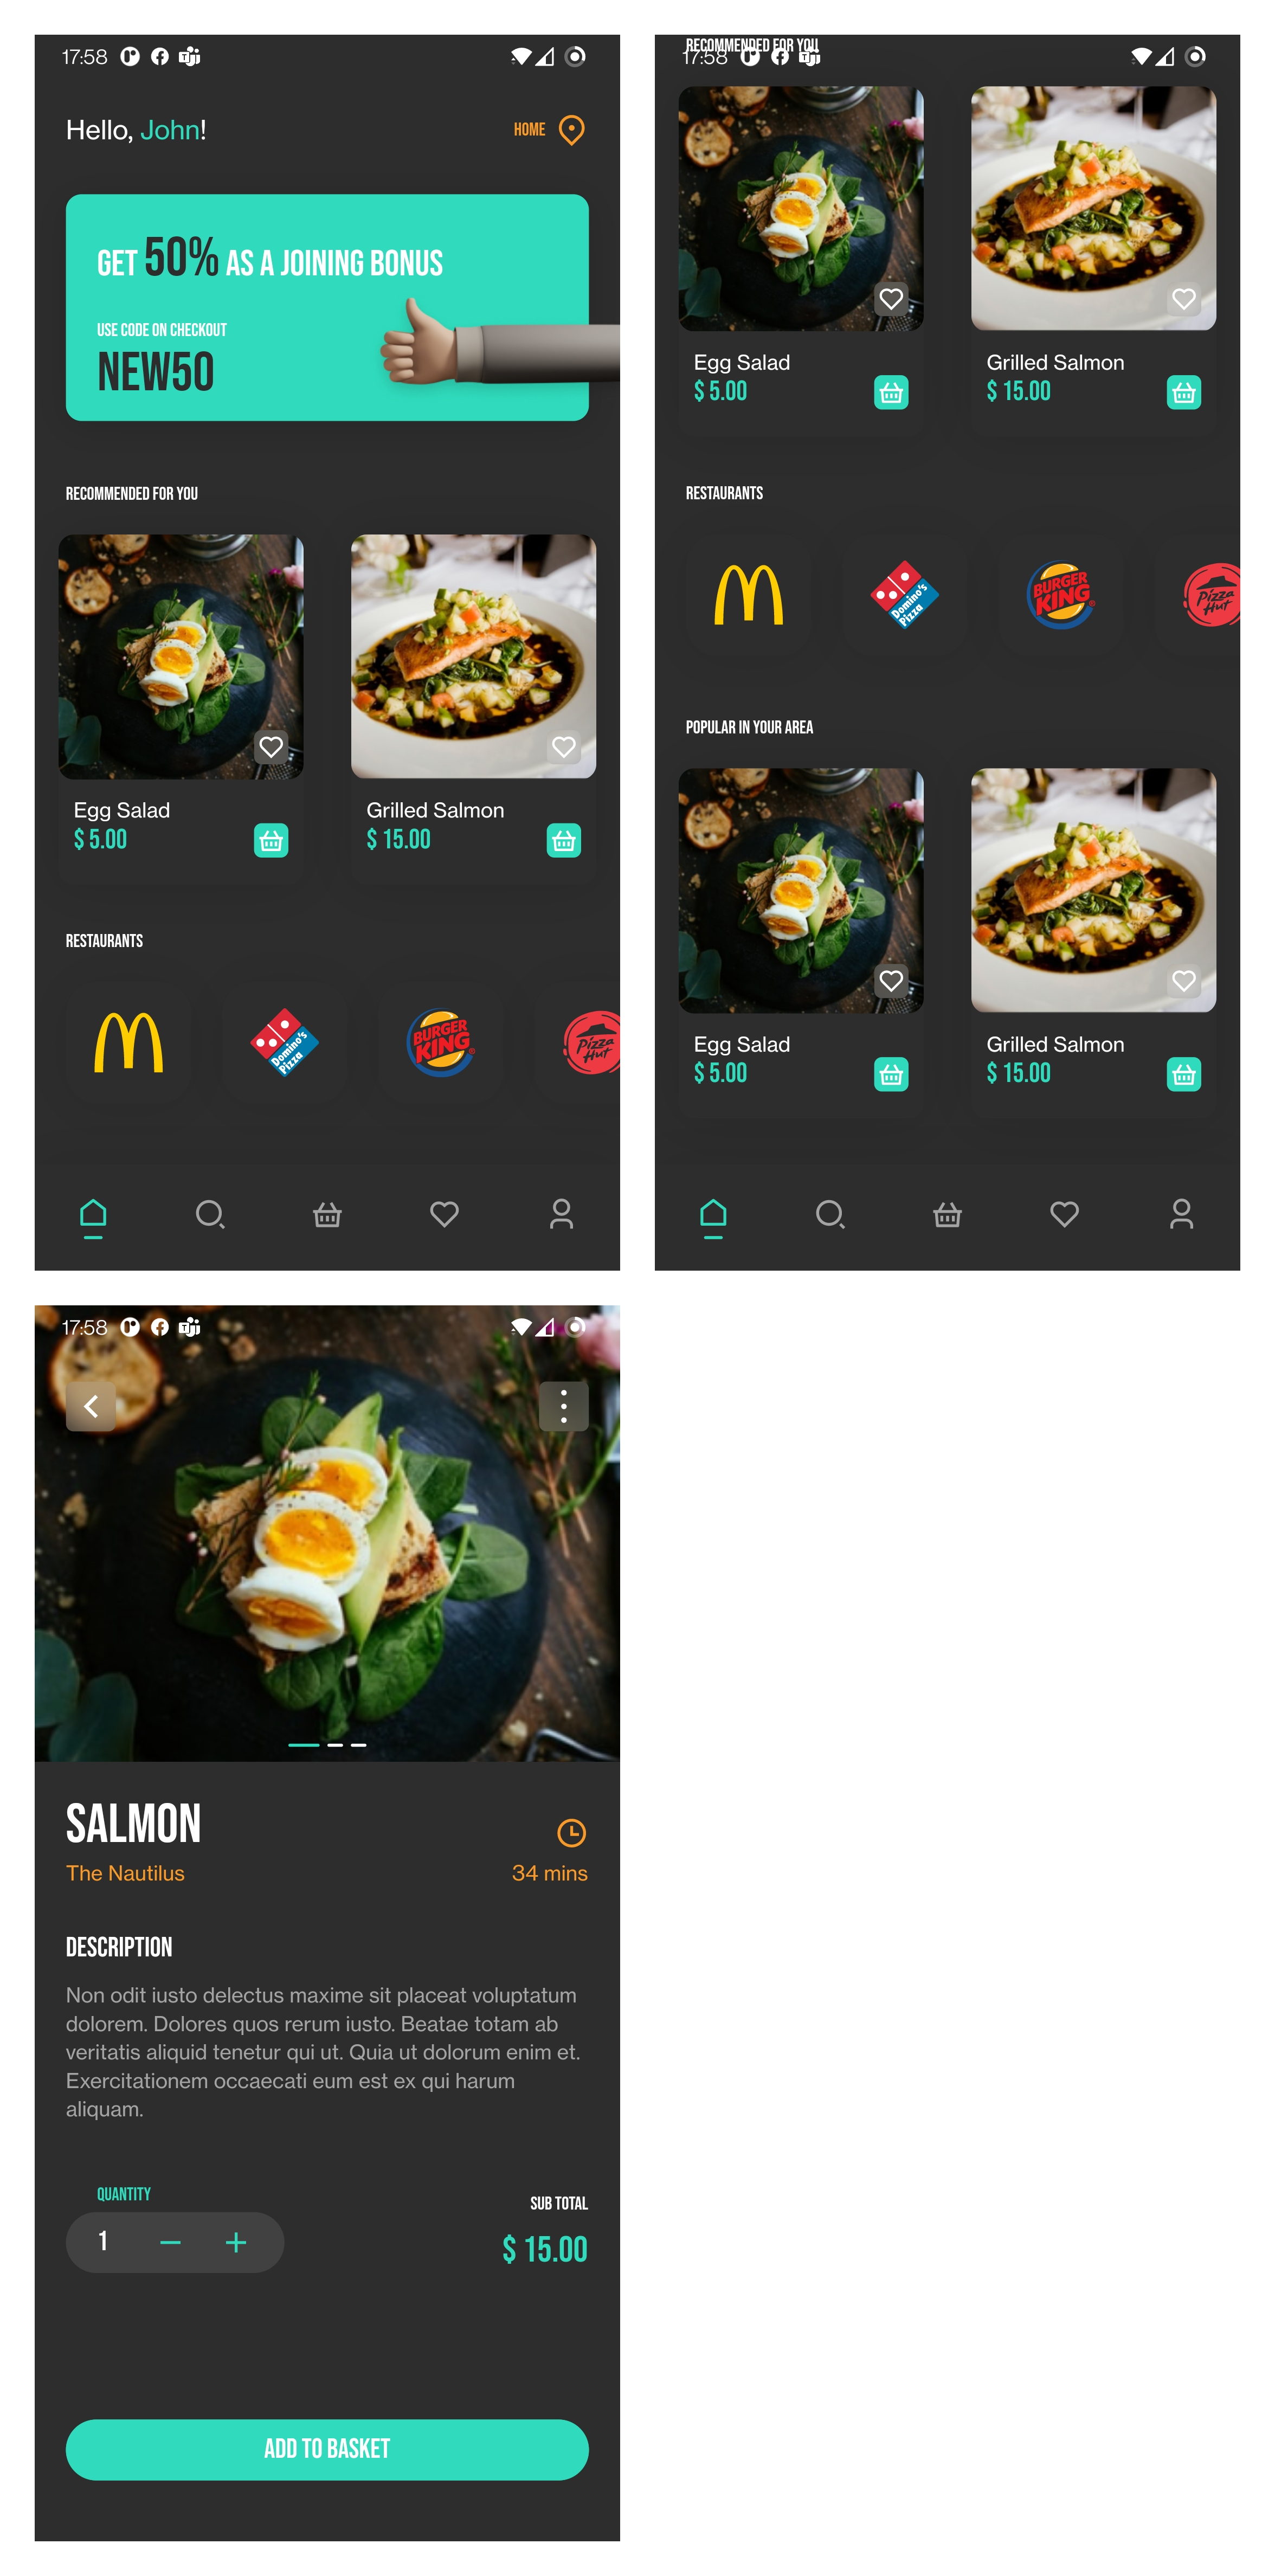 17:58
Hello, John!
HOME
GET 50% AS A JOINING BONUS
USE CODE ON CHECKOUT
NEW50
RECOMMENDED FOR YOU
Egg Salad
$ 5.00
Grilled Salmon
$ 15.00
RESTAURANTS
Domino's
Pizza
BURGER
KING
Pizza
Hut
RECOMMENDED FOR YOU
17:58
Egg Salad
$ 5.00
Grilled Salmon
$ 15.00
RESTAURANTS
Domino's
Pizza
BURGER
KING
Pizza
Hut
POPULAR IN YOUR AREA
Egg Salad
$ 5.00
Grilled Salmon
$ 15.00
17:58
SALMON
The Nautilus
34 mins
DESCRIPTION
Non odit iusto delectus maxime sit placeat voluptatum
dolorem. Dolores quos rerum iusto. Beatae totam ab
veritatis aliquid tenetur qui ut. Quia ut dolorum enim et.
Exercitationem occaecati eum est ex qui harum
aliquam.
QUANTITY
1
SUB TOTAL
$ 15.00
ADD TO BASKET